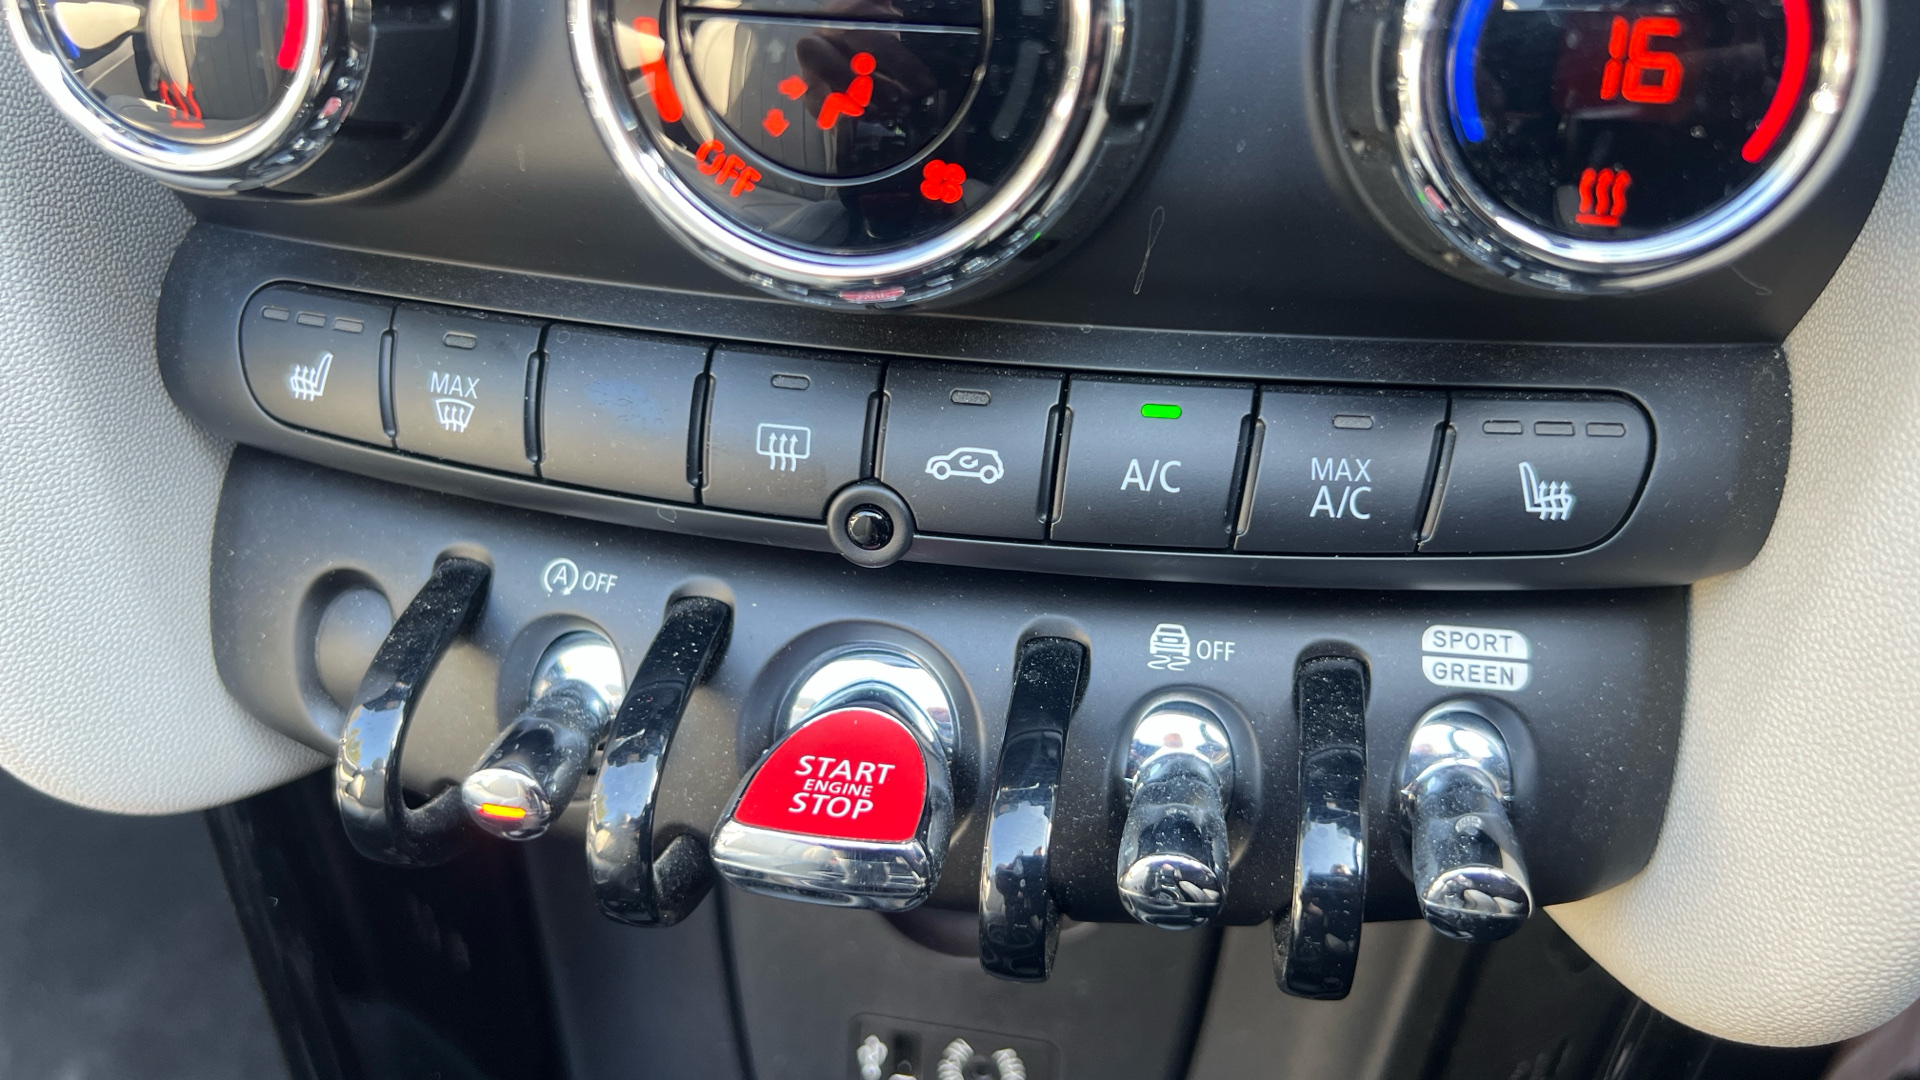 16
OFF
MAX
A/C
MAX
A/C
A OFF
OFF
SPORT
GREEN
START
ENGINE
STOP